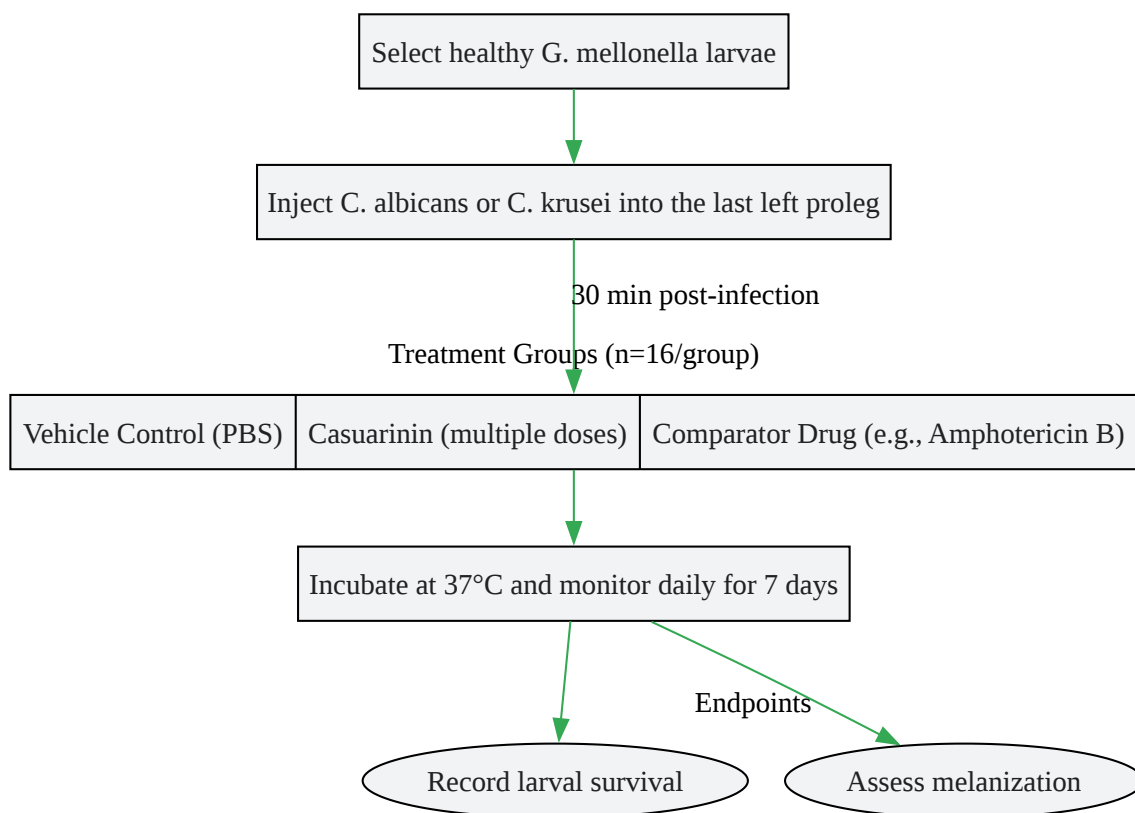 Select healthy G. mellonella larvae
Inject C. albicans or C. krusei into the last left proleg
30 min post-infection
Treatment Groups (n=16/group)
Vehicle Control (PBS)
Casuarinin (multiple doses)
Comparator Drug (e.g., Amphotericin B)
Incubate at 37°C and monitor daily for 7 days
Endpoints
Record larval survival
Assess melanization